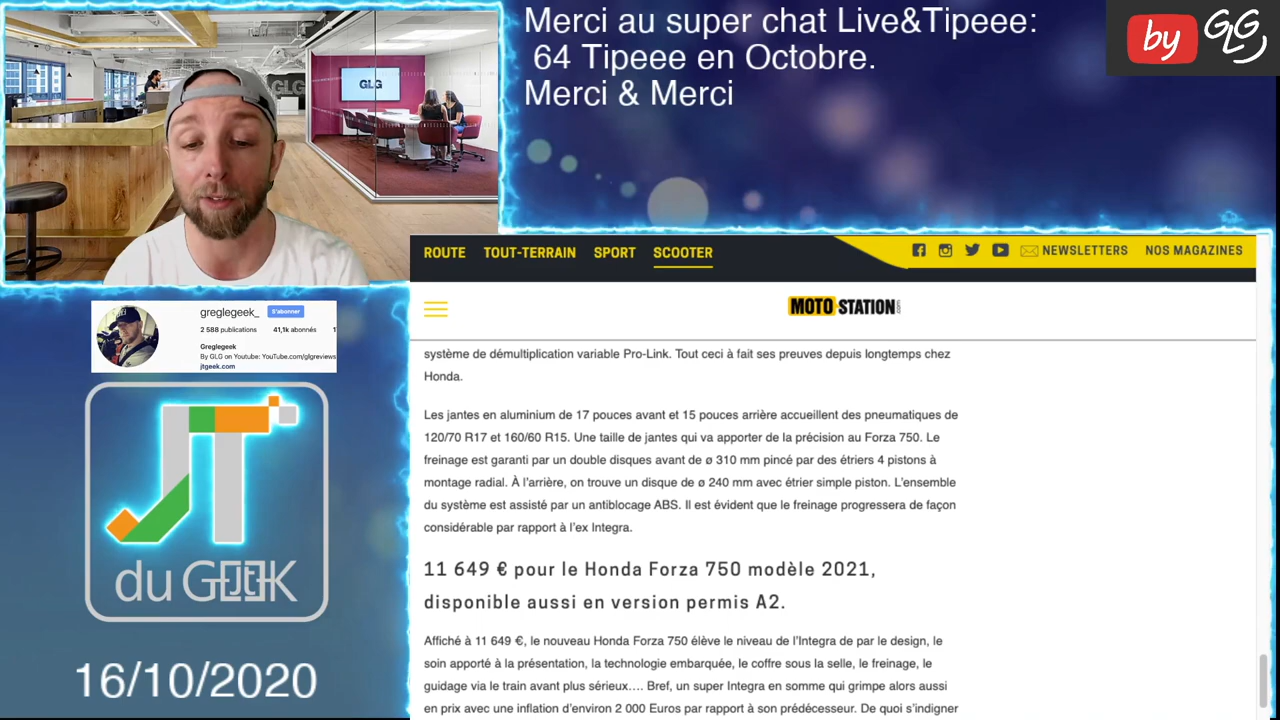 Merci au super chat Live&Tipeee:
64 Tipeee en Octobre.
Merci & Merci
by GLG
GLG
GLG
ROUTE TOUT-TERRAIN SPORT SCOOTER
NEWSLETTERS NOS MAGAZINES
MOTO-STATION
système de démultiplication variable Pro-Link. Tout ceci à fait ses preuves depuis longtemps chez
Honda.
Les jantes en aluminium de 17 pouces avant et 15 pouces arrière accueillent des pneumatiques de
120/70 R17 et 160/60 R15. Une taille de jantes qui va apporter de la précision au Forza 750. Le
freinage est garanti par un double disques avant de ø 310 mm pincé par des étriers 4 pistons à
montage radial. À l’arrière, on trouve un disque de ø 240 mm avec étrier simple piston. L’ensemble
du système est assisté par un antiblocage ABS. Il est évident que le freinage progressera de façon
considérable par rapport à l’ex Integra.
11 649 € pour le Honda Forza 750 modèle 2021,
disponible aussi en version permis A2.
Affiché à 11 649 €, le nouveau Honda Forza 750 élève le niveau de l’Integra de par le design, le
soin apporté à la présentation, la technologie embarquée, le coffre sous la selle, le freinage, le
guidage via le train avant plus sérieux…. Bref, un super Integra en somme qui grimpe alors aussi
en prix avec une inflation d’environ 2 000 Euros par rapport à son prédécesseur. De quoi s’indigner
greglegeek_ S'abonner
2 588 publications 41,1k abonnés 1
Greglegeek
By GLG on Youtube: YouTube.com/glgreviews
jtgeek.com
JT
du GEEK
16/10/2020